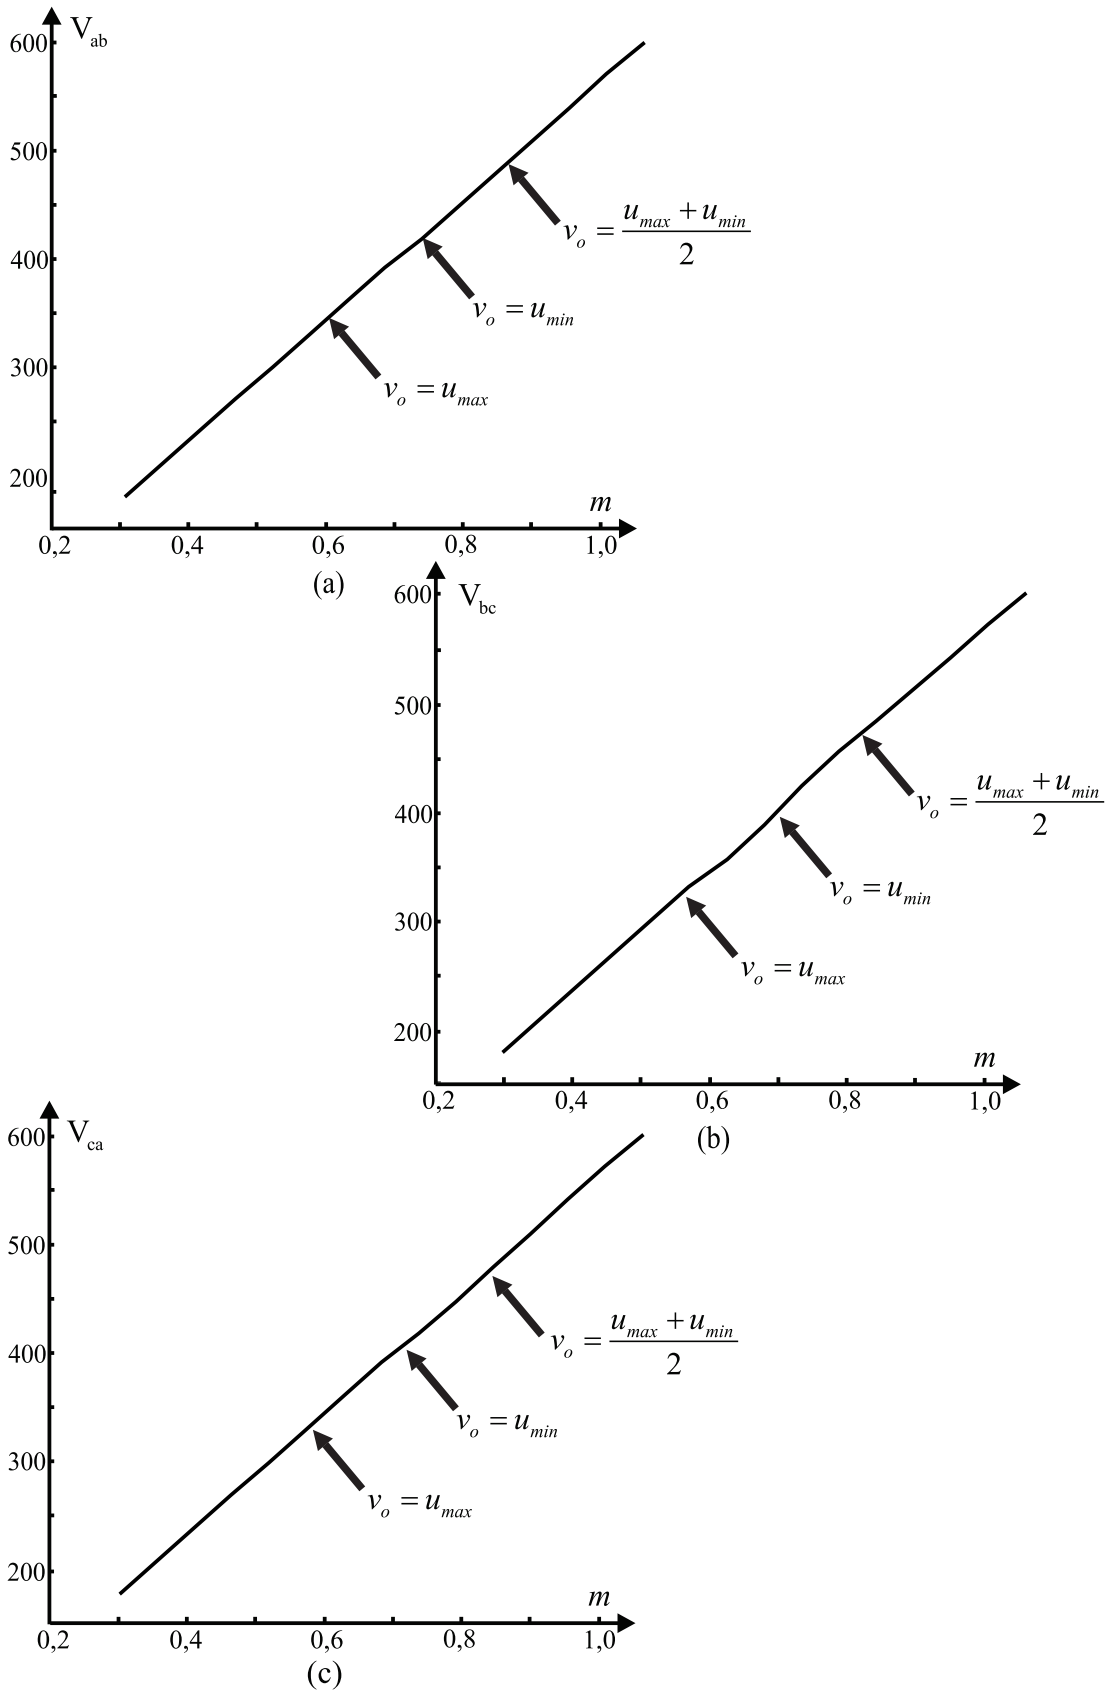 V_ab
600
500
400
300
200
v_o = (u_max + u_min)/2
v_o = u_min
v_o = u_max
m
0,2 0,4 0,6 0,8 1,0
(a)
V_bc
600
500
400
300
200
v_o = (u_max + u_min)/2
v_o = u_min
v_o = u_max
m
0,2 0,4 0,6 0,8 1,0
(b)
V_ca
600
500
400
300
200
v_o = (u_max + u_min)/2
v_o = u_min
v_o = u_max
m
0,2 0,4 0,6 0,8 1,0
(c)